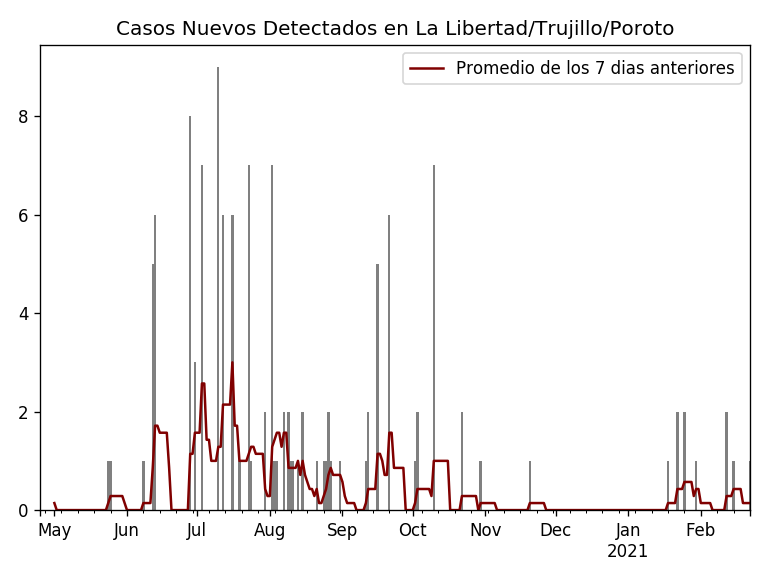 Casos Nuevos Detectados en La Libertad/Trujillo/Poroto
Promedio de los 7 dias anteriores
8
6
4
2
0
May Jun Jul Aug Sep Oct Nov Dec Jan Feb
2021